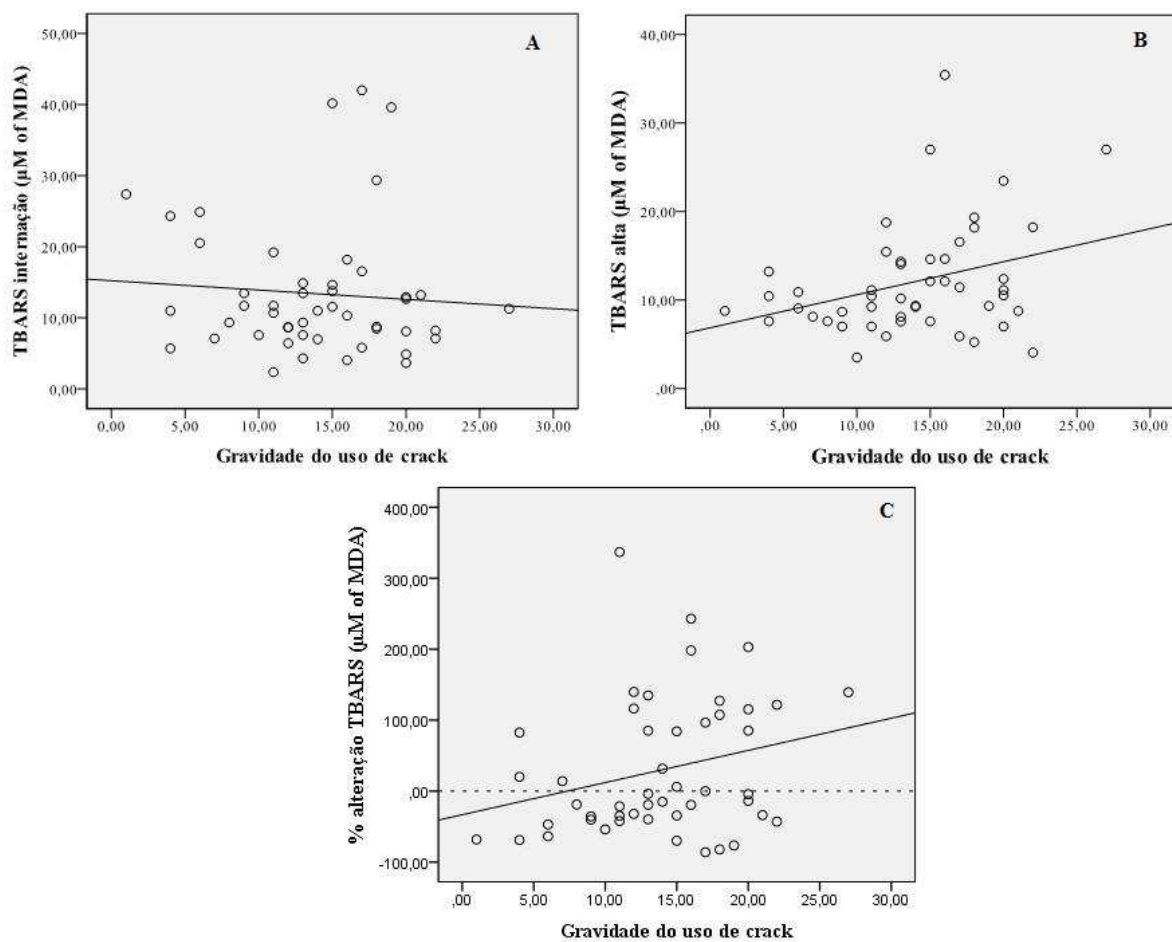 A
TBARS internação (µM of MDA)
50,00
40,00
30,00
20,00
10,00
0,00
0,00 5,00 10,00 15,00 20,00 25,00 30,00
Gravidade do uso de crack
B
TBARS alta (µM of MDA)
40,00
30,00
20,00
10,00
,00
,00 5,00 10,00 15,00 20,00 25,00 30,00
Gravidade do uso de crack
C
% alteração TBARS (µM of MDA)
400,00
300,00
200,00
100,00
,00
-100,00
,00 5,00 10,00 15,00 20,00 25,00 30,00
Gravidade do uso de crack